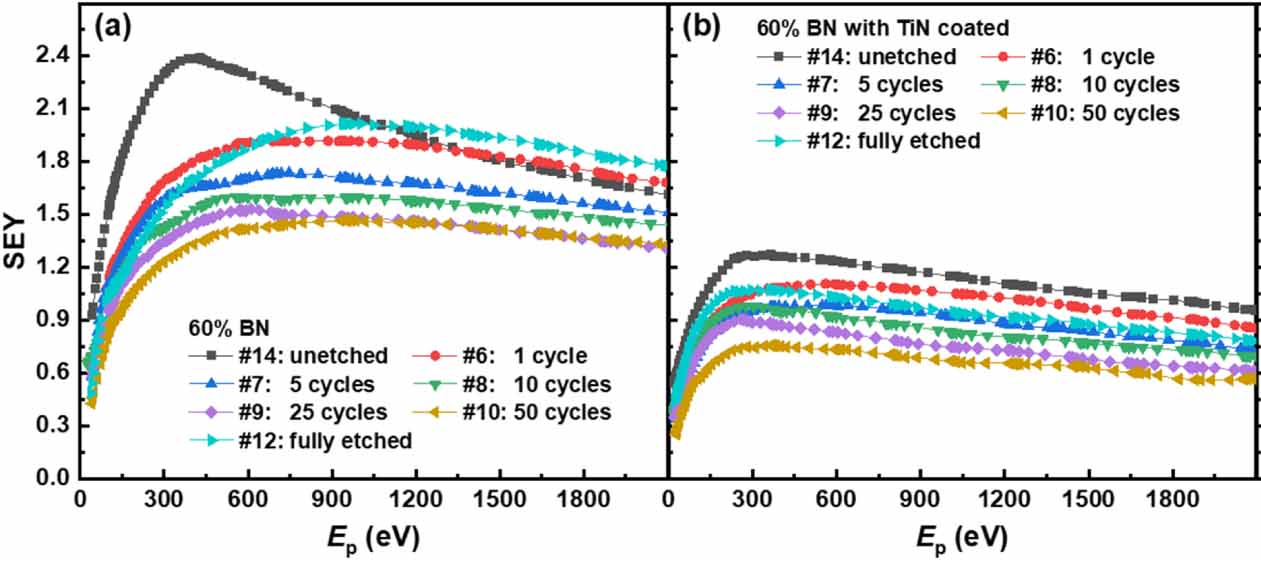 (a)
2.4
2.1
1.8
1.5
1.2
0.9
0.6
0.3
0.0
SEY
60% BN
#14: unetched #6: 1 cycle
#7: 5 cycles #8: 10 cycles
#9: 25 cycles #10: 50 cycles
#12: fully etched
0 300 600 900 1200 1500 1800
Ep (eV)
(b)
60% BN with TiN coated
#14: unetched #6: 1 cycle
#7: 5 cycles #8: 10 cycles
#9: 25 cycles #10: 50 cycles
#12: fully etched
0 300 600 900 1200 1500 1800
Ep (eV)